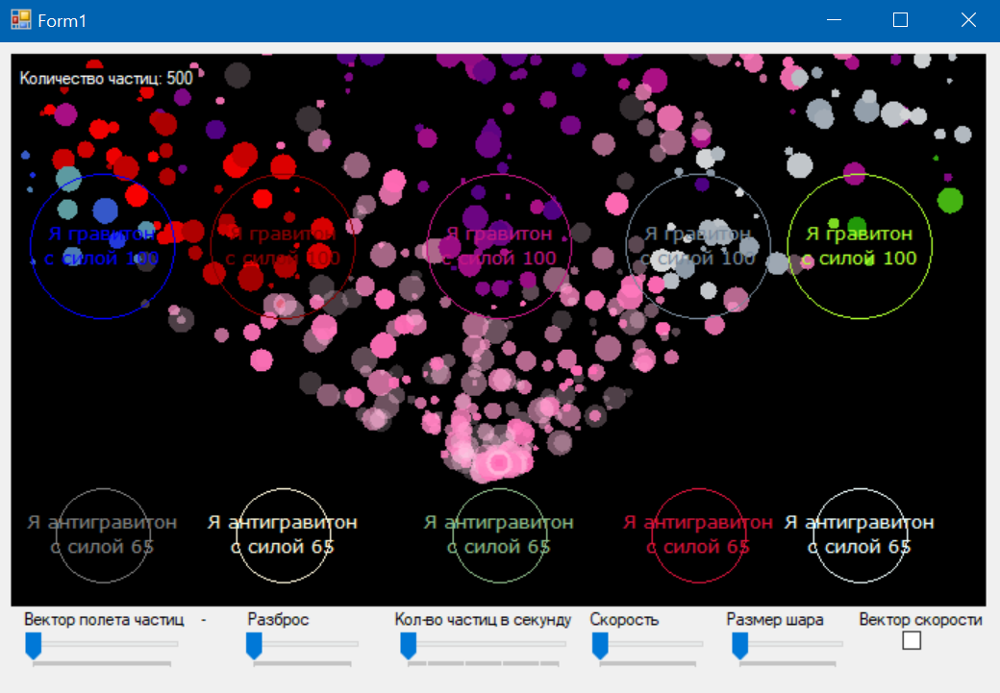 Form1
Количество частиц: 500
Я гравитон
с силой 100
Я гравитон
с силой 100
Я гравитон
с силой 100
Я гравитон
с силой 100
Я гравитон
с силой 100
Я антигравитон
с силой 65
Я антигравитон
с силой 65
Я антигравитон
с силой 65
Я антигравитон
с силой 65
Я антигравитон
с силой 65
Вектор полета частиц - Разброс Кол-во частиц в секунду Скорость Размер шара Вектор скорости